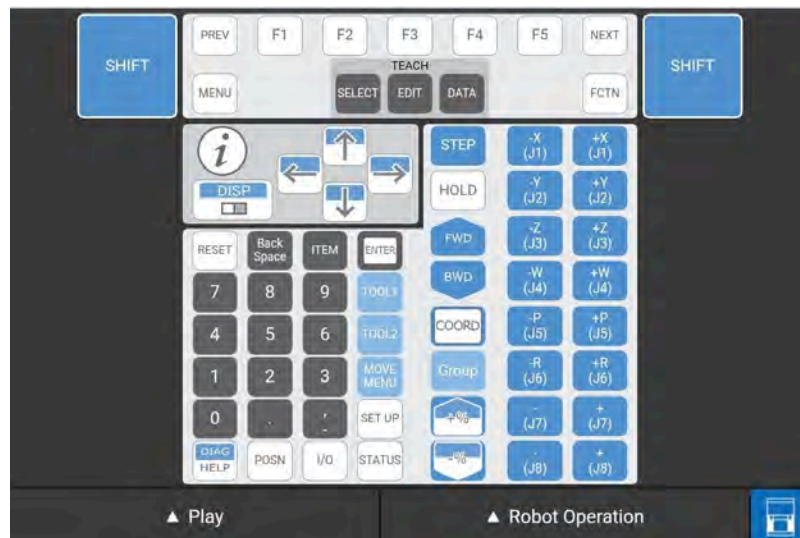 SHIFT
PREV F1 F2 F3 F4 F5 NEXT
SHIFT
TEACH
MENU SELECT EDIT DATA FCTN
i
DISP
STEP -X (J1) +X (J1)
HOLD -Y (J2) +Y (J2)
FWD -Z (J3) +Z (J3)
BWD -W (J4) +W (J4)
COORD -P (J5) +P (J5)
Group -R (J6) +R (J6)
+% - (J7) + (J7)
-% - (J8) + (J8)
RESET Back Space ITEM ENTER
7 8 9 TOOL1
4 5 6 TOOL2
1 2 3 MOVE MENU
0 . , - SET UP
DIAG HELP POSN I/O STATUS
▲ Play ▲ Robot Operation